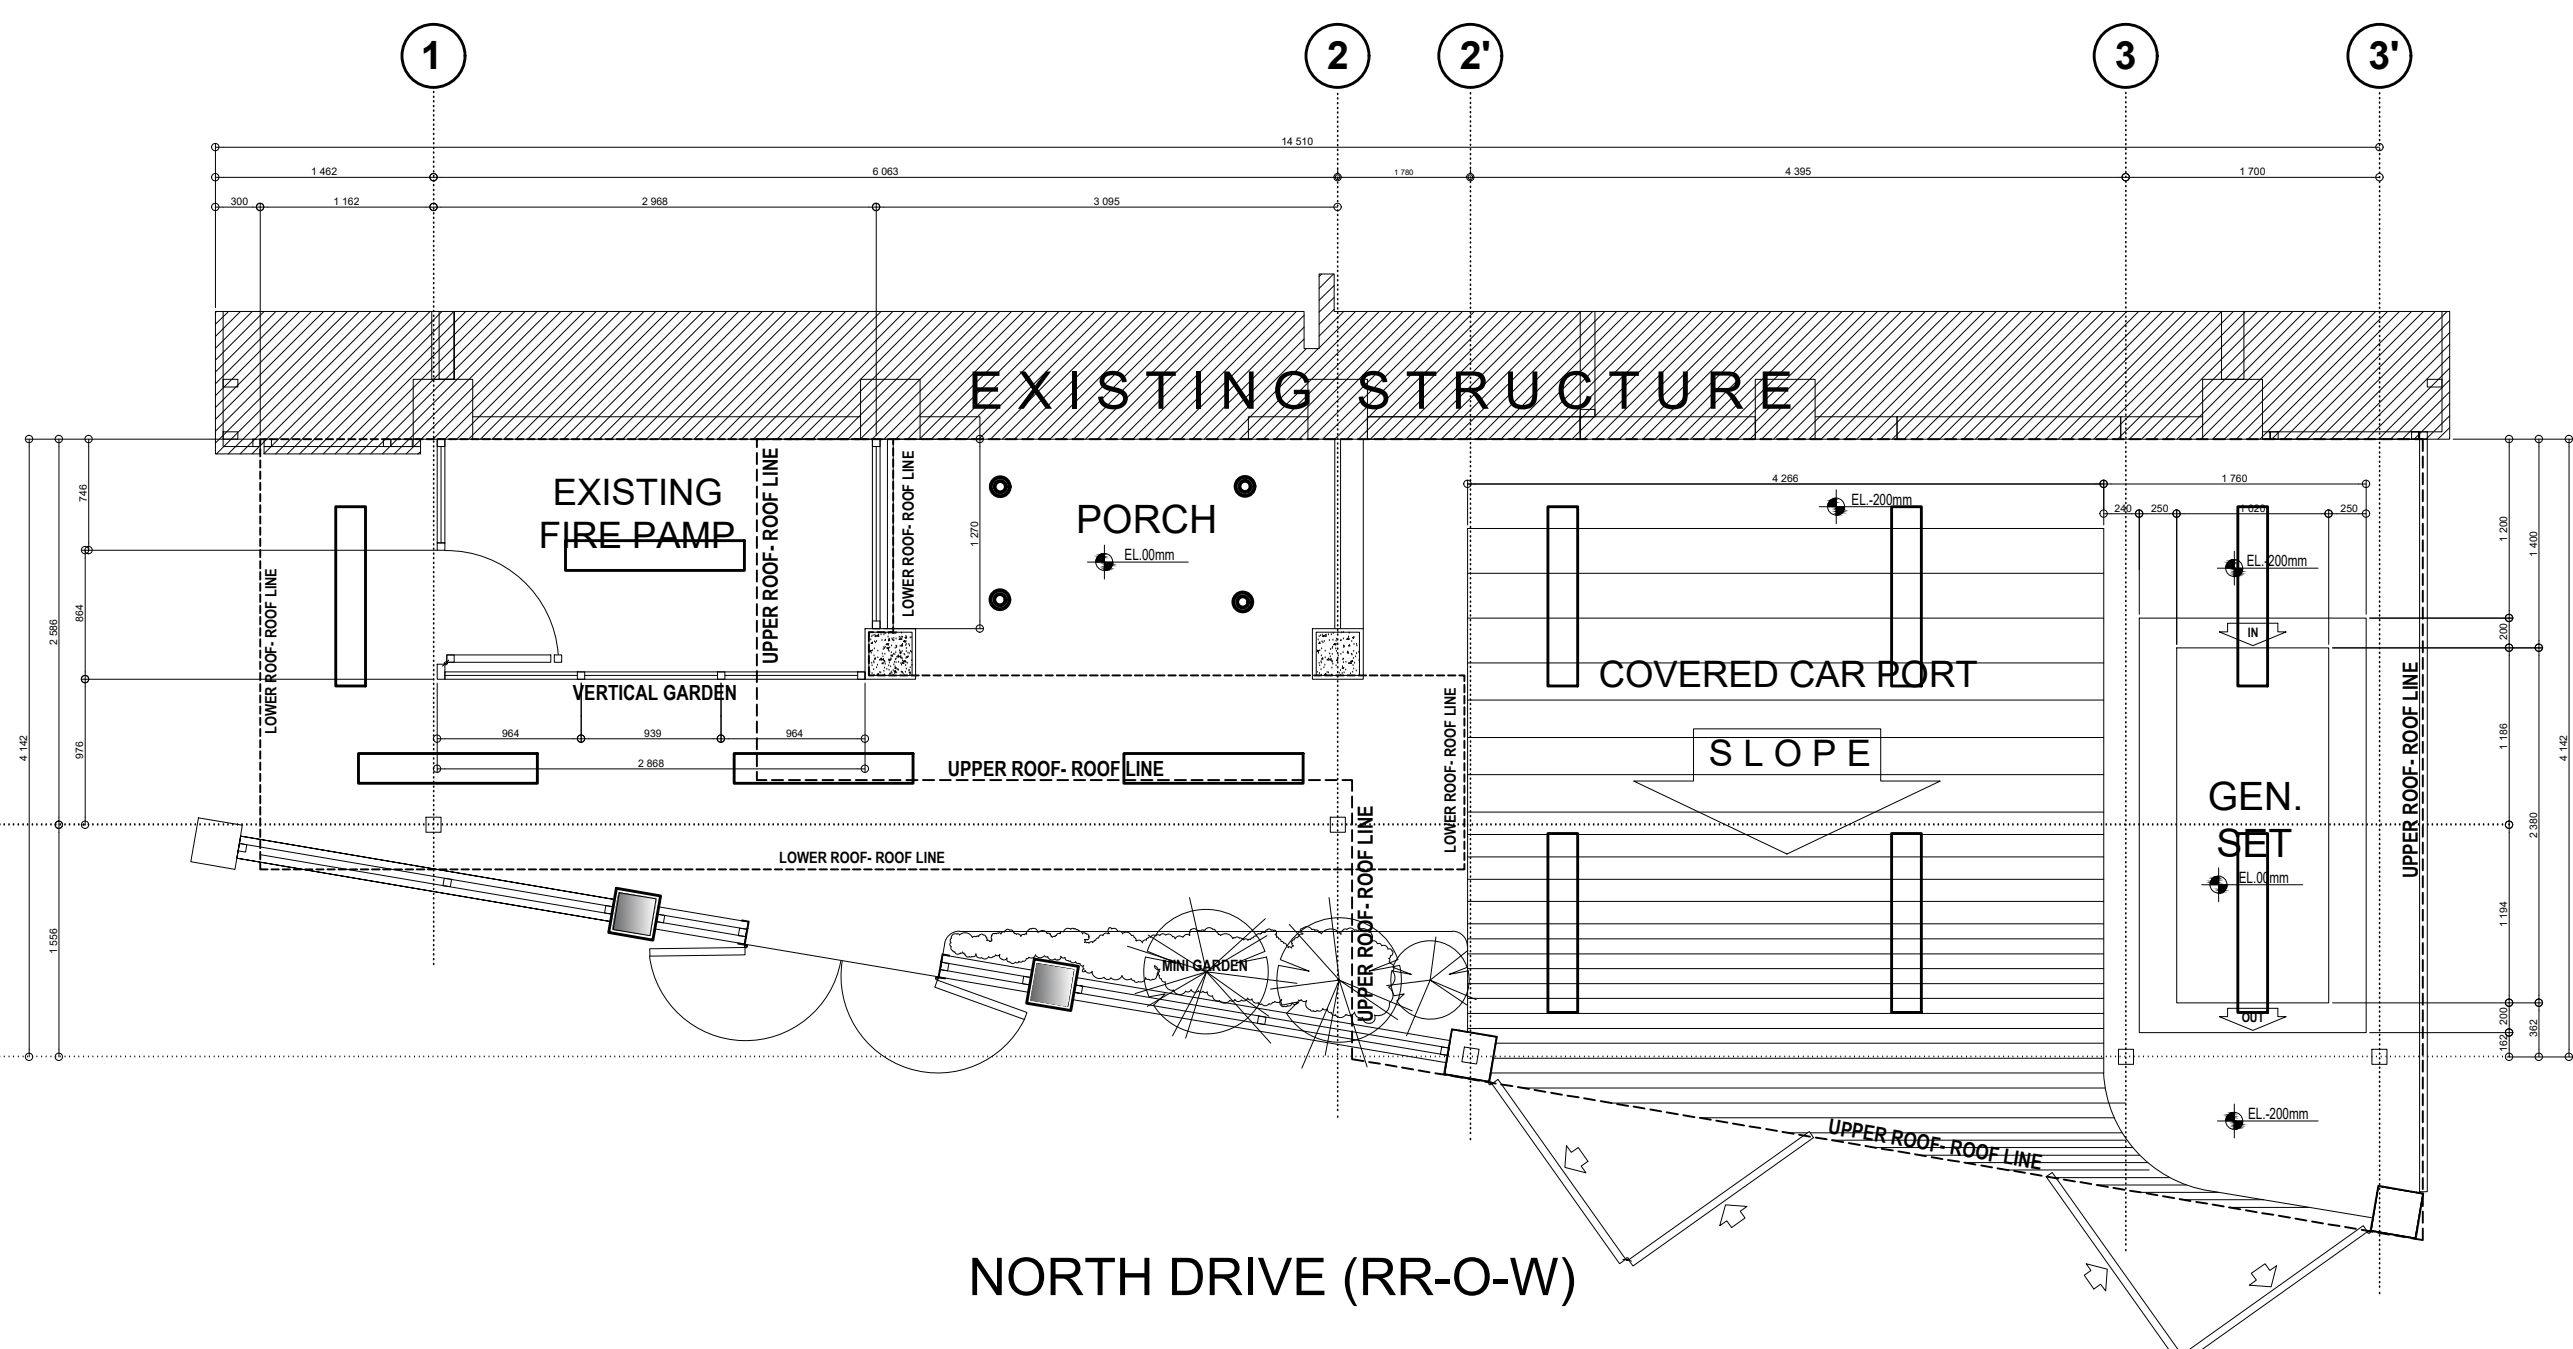 1 2 2' 3 3'
14 510
1 462 6 063 1 780 4 395 1 700
300 1 162 2 968 3 095
EXISTING STRUCTURE
746
864
976
2 586
1 556
4 142
LOWER ROOF- ROOF LINE
EXISTING
FIRE PAMP
UPPER ROOF- ROOF LINE
LOWER ROOF- ROOF LINE
1 270
PORCH
EL.00mm
VERTICAL GARDEN
964 939 964
2 868
UPPER ROOF- ROOF LINE
LOWER ROOF- ROOF LINE
LOWER ROOF- ROOF LINE
UPPER ROOF- ROOF LINE
MINI GARDEN
4 266 1 760
EL.-200mm
240 250 1 020 250
EL.-200mm
IN
COVERED CAR PORT
SLOPE
GEN.
SET
EL.00mm
OUT
EL.-200mm
UPPER ROOF- ROOF LINE
UPPER ROOF- ROOF LINE
1 200
200
1 186
1 194
200
162
1 400
2 380
362
4 142
NORTH DRIVE (RR-O-W)